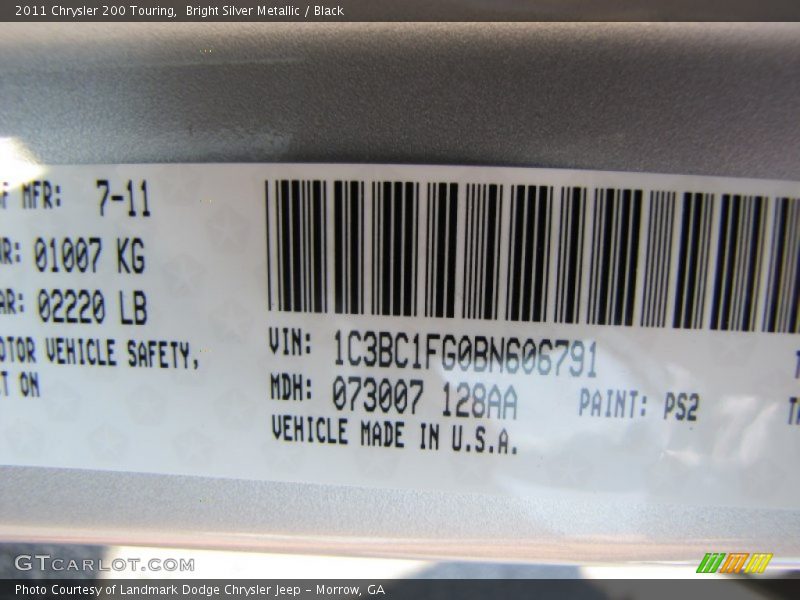 2011 Chrysler 200 Touring, Bright Silver Metallic / Black
MFR: 7-11
01007 KG
02220 LB
VEHICLE SAFETY,
ON
VIN: 1C3BC1FG0BN606791
MDH: 073007 128AA
PAINT: PS2
VEHICLE MADE IN U.S.A.
GTCARLOT.COM
Photo Courtesy of Landmark Dodge Chrysler Jeep – Morrow, GA